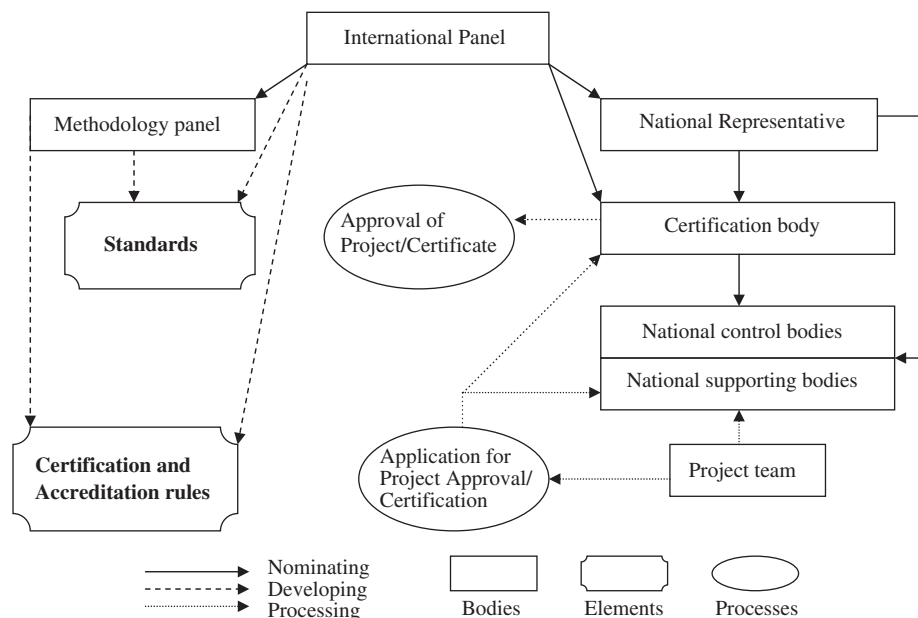 International Panel
Methodology panel
National Representative
Standards
Approval of
Project/Certificate
Certification body
National control bodies
National supporting bodies
Certification and
Accreditation rules
Application for
Project Approval/
Certification
Project team
Nominating
Developing
Processing
Bodies
Elements
Processes